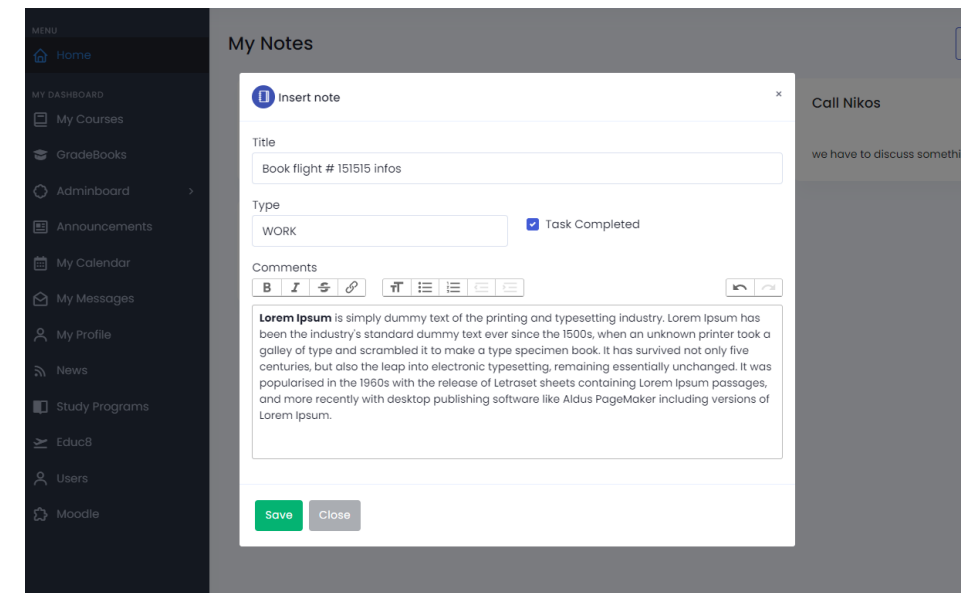 MENU
Home
MY DASHBOARD
My Courses
GradeBooks
Adminboard
Announcements
My Calendar
My Messages
My Profile
News
Study Programs
Educ8
Users
Moodle
My Notes
Insert note
×
Title
Book flight # 151515 infos
Type
WORK
Task Completed
Comments
B I S
Lorem Ipsum is simply dummy text of the printing and typesetting industry. Lorem Ipsum has
been the industry's standard dummy text ever since the 1500s, when an unknown printer took a
galley of type and scrambled it to make a type specimen book. It has survived not only five
centuries, but also the leap into electronic typesetting, remaining essentially unchanged. It was
popularised in the 1960s with the release of Letraset sheets containing Lorem Ipsum passages,
and more recently with desktop publishing software like Aldus PageMaker including versions of
Lorem Ipsum.
Save
Close
Call Nikos
we have to discuss somethi